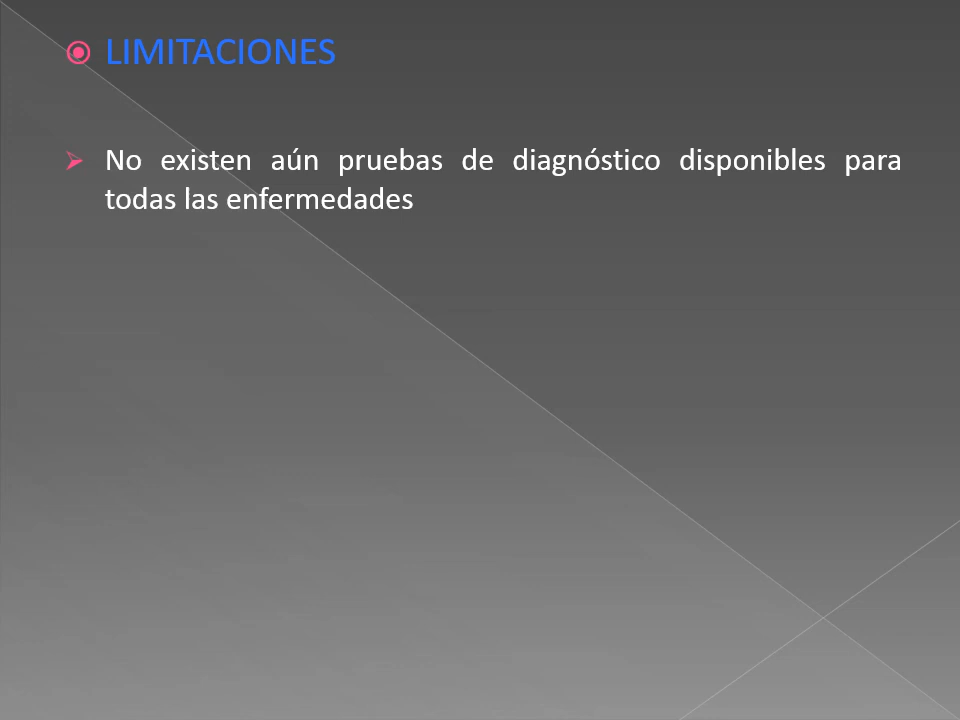 LIMITACIONES
No existen aún pruebas de diagnóstico disponibles para
todas las enfermedades